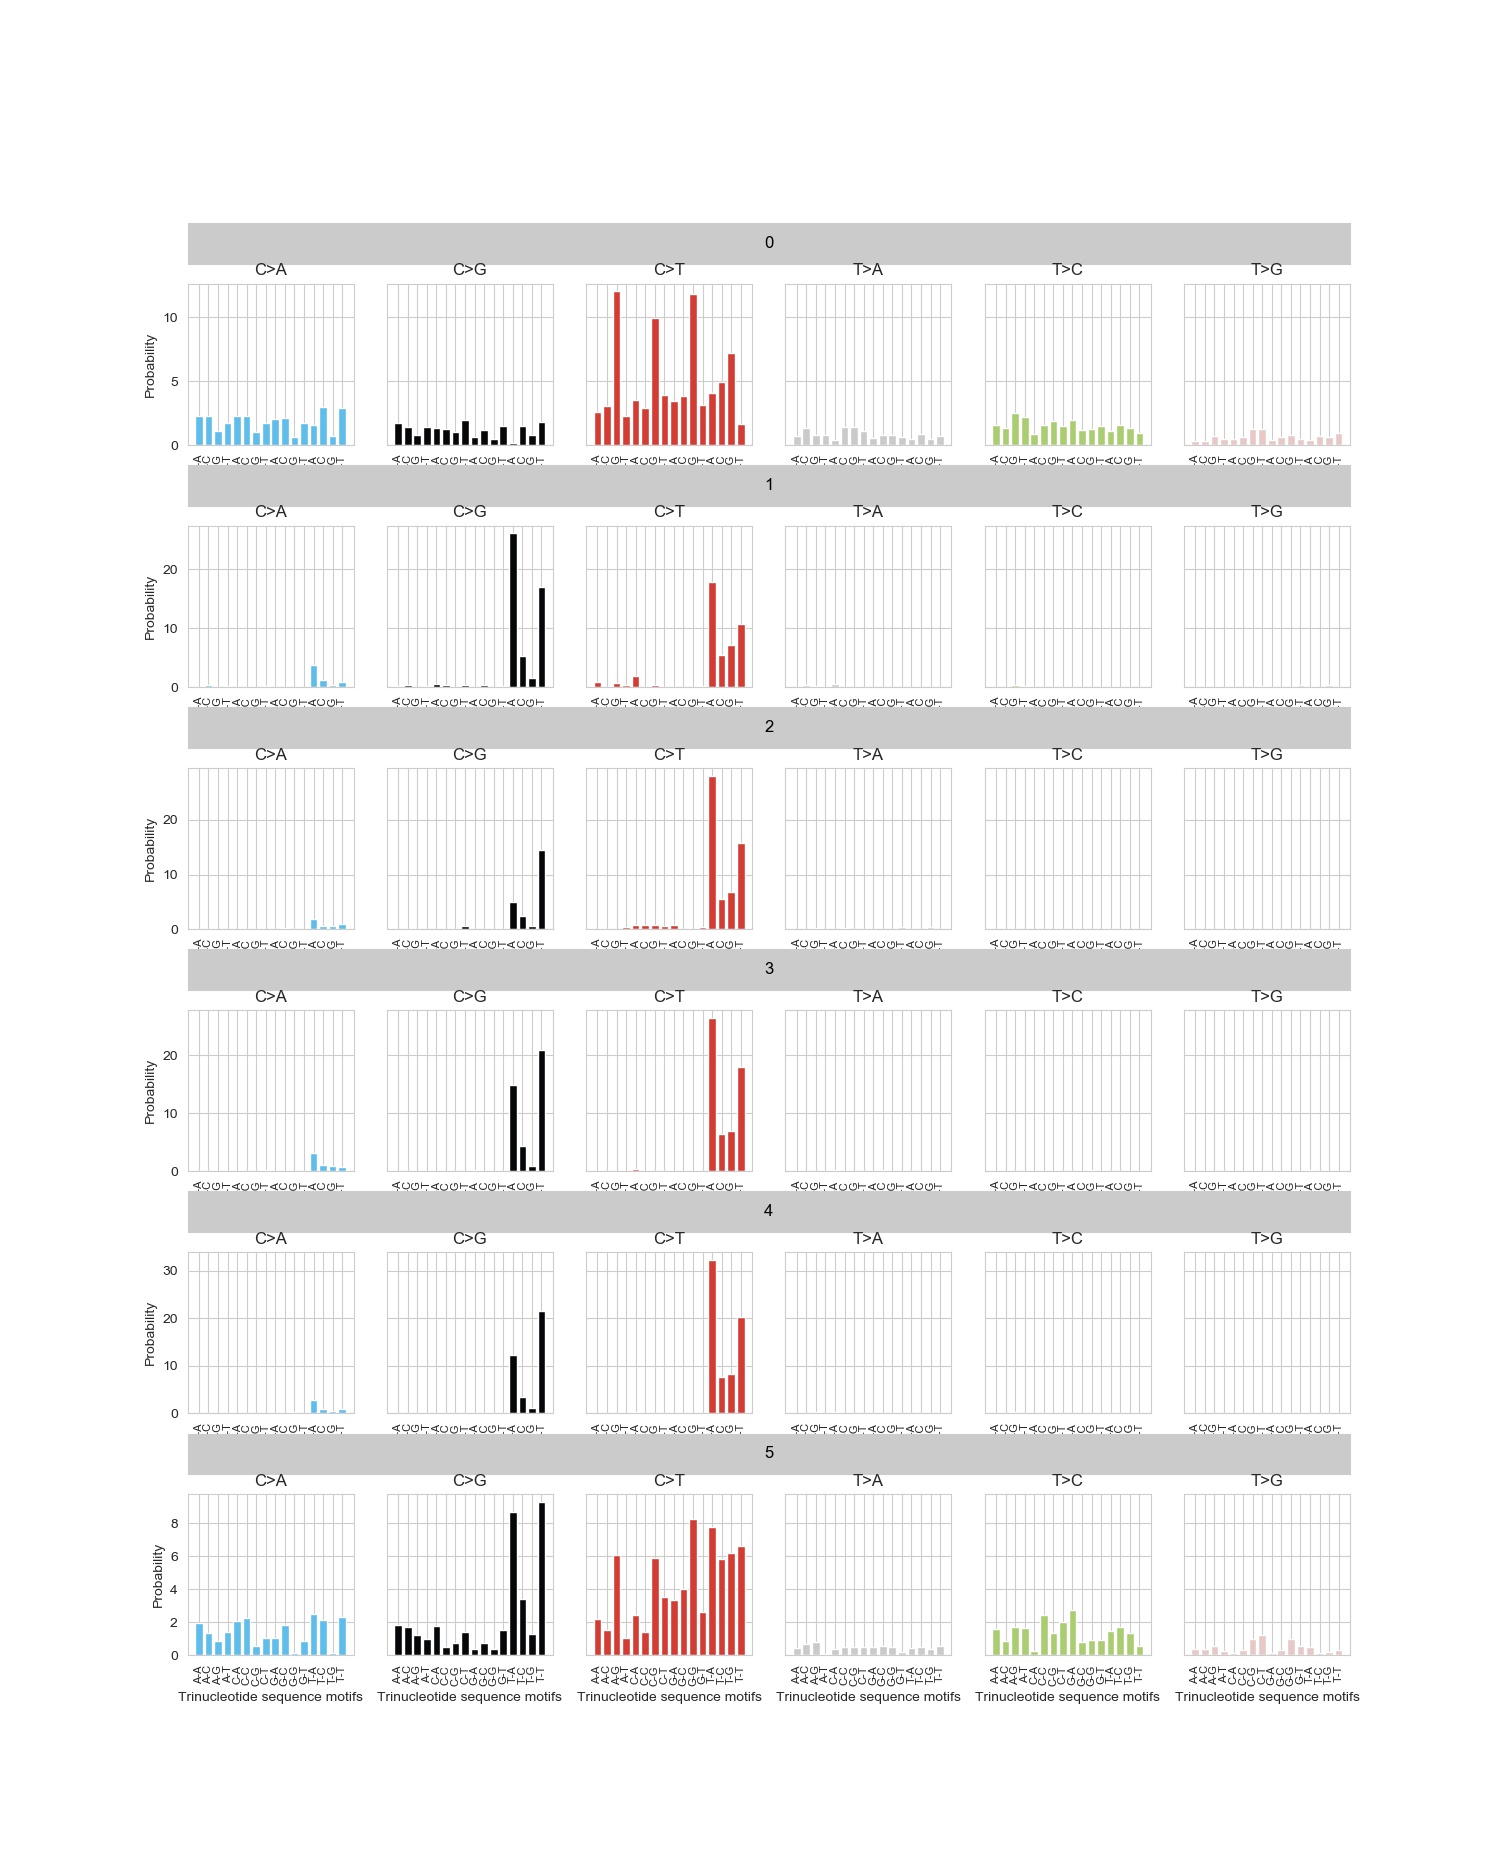 0
C>A C>G C>T T>A T>C T>G
Probability
10
5
0
1
C>A C>G C>T T>A T>C T>G
Probability
20
10
0
2
C>A C>G C>T T>A T>C T>G
Probability
20
10
0
3
C>A C>G C>T T>A T>C T>G
Probability
20
10
0
4
C>A C>G C>T T>A T>C T>G
Probability
30
20
10
0
5
C>A C>G C>T T>A T>C T>G
Probability
8
6
4
2
0
A-A A-C A-G A-T C-A C-C C-G C-T G-A G-C G-G G-T T-A T-C T-G T-T
A-A A-C A-G A-T C-A C-C C-G C-T G-A G-C G-G G-T T-A T-C T-G T-T
A-A A-C A-G A-T C-A C-C C-G C-T G-A G-C G-G G-T T-A T-C T-G T-T
A-A A-C A-G A-T C-A C-C C-G C-T G-A G-C G-G G-T T-A T-C T-G T-T
A-A A-C A-G A-T C-A C-C C-G C-T G-A G-C G-G G-T T-A T-C T-G T-T
A-A A-C A-G A-T C-A C-C C-G C-T G-A G-C G-G G-T T-A T-C T-G T-T
Trinucleotide sequence motifs Trinucleotide sequence motifs Trinucleotide sequence motifs Trinucleotide sequence motifs Trinucleotide sequence motifs Trinucleotide sequence motifs